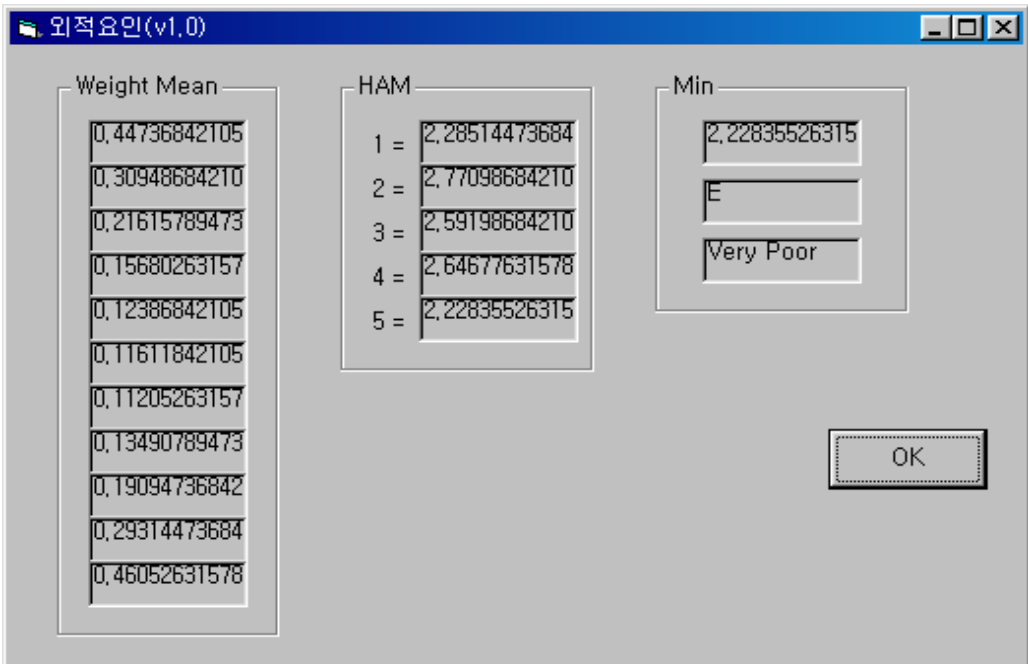 외적요인(v1,0)
Weight Mean
0,44736842105
0,30948684210
0,21615789473
0,15680263157
0,12386842105
0,11611842105
0,11205263157
0,13490789473
0,19094736842
0,29314473684
0,46052631578
HAM
1 = 2,28514473684
2 = 2,77098684210
3 = 2,59198684210
4 = 2,64677631578
5 = 2,22835526315
Min
2,22835526315
E
Very Poor
OK